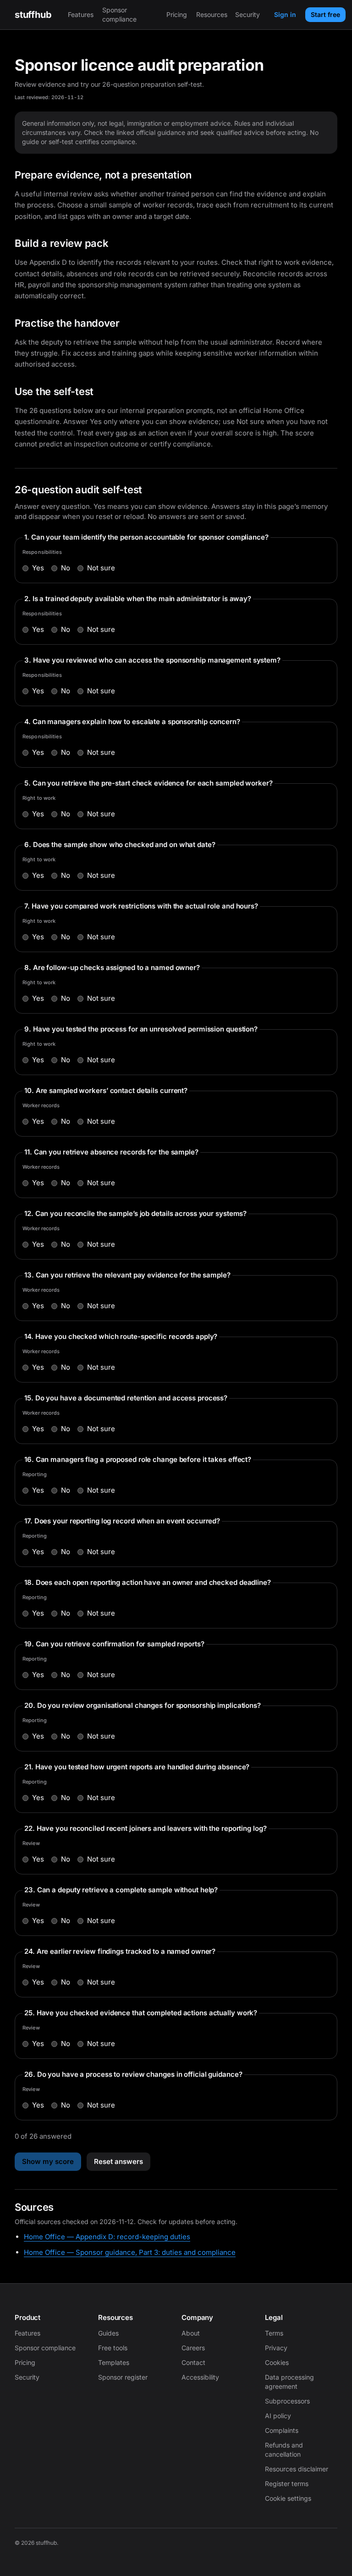 stuffhub
Features
Sponsor compliance
Pricing
Resources
Security
Sign in
Start free
Sponsor licence audit preparation
Review evidence and try our 26-question preparation self-test.
Last reviewed: 2026-11-12
General information only, not legal, immigration or employment advice. Rules and individual
circumstances vary. Check the linked official guidance and seek qualified advice before acting. No
guide or self-test certifies compliance.
Prepare evidence, not a presentation
A useful internal review asks whether another trained person can find the evidence and explain
the process. Choose a small sample of worker records, trace each from recruitment to its current
position, and list gaps with an owner and a target date.
Build a review pack
Use Appendix D to identify the records relevant to your routes. Check that right to work evidence,
contact details, absences and role records can be retrieved securely. Reconcile records across
HR, payroll and the sponsorship management system rather than treating one system as
automatically correct.
Practise the handover
Ask the deputy to retrieve the sample without help from the usual administrator. Record where
they struggle. Fix access and training gaps while keeping sensitive worker information within
authorised access.
Use the self-test
The 26 questions below are our internal preparation prompts, not an official Home Office
questionnaire. Answer Yes only where you can show evidence; use Not sure when you have not
tested the control. Treat every gap as an action even if your overall score is high. The score
cannot predict an inspection outcome or certify compliance.
26-question audit self-test
Answer every question. Yes means you can show evidence. Answers stay in this page's memory
and disappear when you reset or reload. No answers are sent or saved.
1. Can your team identify the person accountable for sponsor compliance?
Responsibilities
Yes No Not sure
2. Is a trained deputy available when the main administrator is away?
Responsibilities
Yes No Not sure
3. Have you reviewed who can access the sponsorship management system?
Responsibilities
Yes No Not sure
4. Can managers explain how to escalate a sponsorship concern?
Responsibilities
Yes No Not sure
5. Can you retrieve the pre-start check evidence for each sampled worker?
Right to work
Yes No Not sure
6. Does the sample show who checked and on what date?
Right to work
Yes No Not sure
7. Have you compared work restrictions with the actual role and hours?
Right to work
Yes No Not sure
8. Are follow-up checks assigned to a named owner?
Right to work
Yes No Not sure
9. Have you tested the process for an unresolved permission question?
Right to work
Yes No Not sure
10. Are sampled workers' contact details current?
Worker records
Yes No Not sure
11. Can you retrieve absence records for the sample?
Worker records
Yes No Not sure
12. Can you reconcile the sample's job details across your systems?
Worker records
Yes No Not sure
13. Can you retrieve the relevant pay evidence for the sample?
Worker records
Yes No Not sure
14. Have you checked which route-specific records apply?
Worker records
Yes No Not sure
15. Do you have a documented retention and access process?
Worker records
Yes No Not sure
16. Can managers flag a proposed role change before it takes effect?
Reporting
Yes No Not sure
17. Does your reporting log record when an event occurred?
Reporting
Yes No Not sure
18. Does each open reporting action have an owner and checked deadline?
Reporting
Yes No Not sure
19. Can you retrieve confirmation for sampled reports?
Reporting
Yes No Not sure
20. Do you review organisational changes for sponsorship implications?
Reporting
Yes No Not sure
21. Have you tested how urgent reports are handled during absence?
Reporting
Yes No Not sure
22. Have you reconciled recent joiners and leavers with the reporting log?
Review
Yes No Not sure
23. Can a deputy retrieve a complete sample without help?
Review
Yes No Not sure
24. Are earlier review findings tracked to a named owner?
Review
Yes No Not sure
25. Have you checked evidence that completed actions actually work?
Review
Yes No Not sure
26. Do you have a process to review changes in official guidance?
Review
Yes No Not sure
0 of 26 answered
Show my score
Reset answers
Sources
Official sources checked on 2026-11-12. Check for updates before acting.
Home Office — Appendix D: record-keeping duties
Home Office — Sponsor guidance, Part 3: duties and compliance
Product
Features
Sponsor compliance
Pricing
Security
Resources
Guides
Free tools
Templates
Sponsor register
Company
About
Careers
Contact
Accessibility
Legal
Terms
Privacy
Cookies
Data processing
agreement
Subprocessors
AI policy
Complaints
Refunds and
cancellation
Resources disclaimer
Register terms
Cookie settings
© 2026 stuffhub.